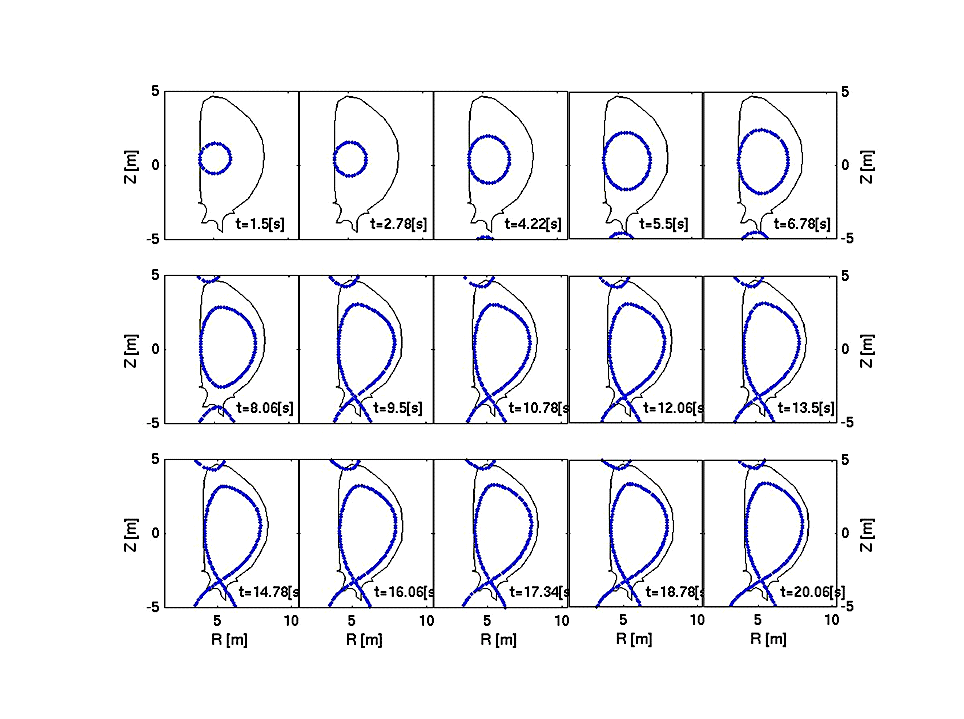 5
5
Z [m]
0
0
Z [m]
t=1.5[s]
t=2.78[s]
t=4.22[s]
t=5.5[s]
t=6.78[s]
-5
-5
5
5
Z [m]
0
0
Z [m]
t=8.06[s]
t=9.5[s]
t=10.78[s
t=12.06[s
t=13.5[s]
-5
-5
5
5
Z [m]
0
0
Z [m]
t=14.78[s
t=16.06[s
t=17.34[s
t=18.78[s
t=20.06[s]
-5
-5
5 10 5 10 5 10 5 10 5 10
R [m] R [m] R [m] R [m] R [m]